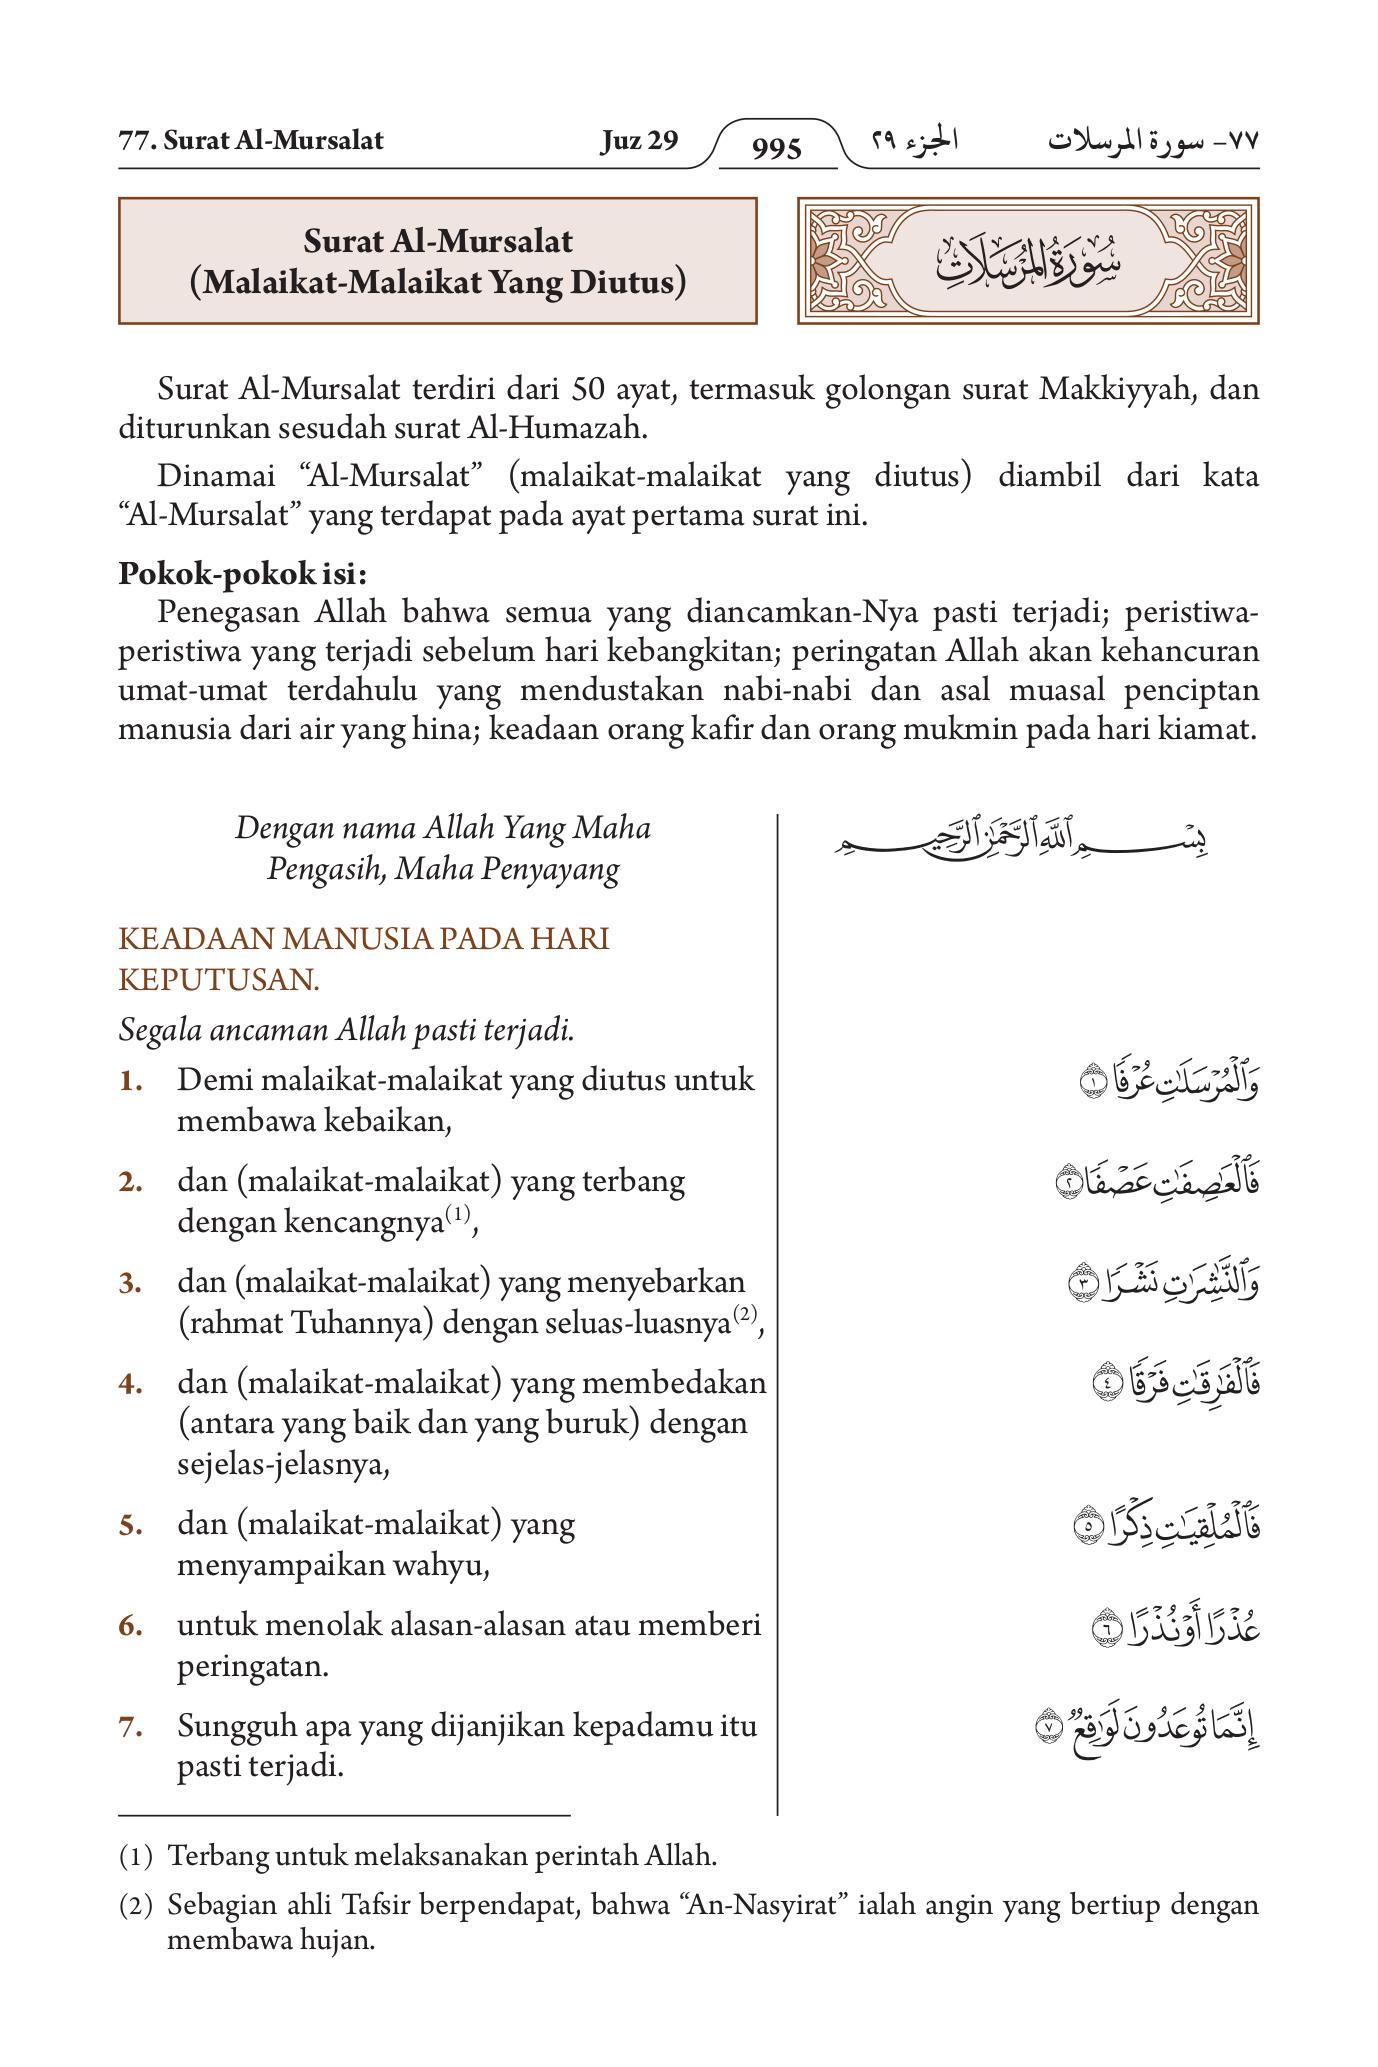 77. Surat Al-Mursalat Juz 29 995 الجزء ٢٩ ٧٧– سورة المرسلات
Surat Al-Mursalat
(Malaikat-Malaikat Yang Diutus)
سُورَةُ المُرْسَلَاتِ
Surat Al-Mursalat terdiri dari 50 ayat, termasuk golongan surat Makkiyyah, dan
diturunkan sesudah surat Al-Humazah.
Dinamai “Al-Mursalat” (malaikat-malaikat yang diutus) diambil dari kata
“Al-Mursalat” yang terdapat pada ayat pertama surat ini.
Pokok-pokok isi:
Penegasan Allah bahwa semua yang diancamkan-Nya pasti terjadi; peristiwa-
peristiwa yang terjadi sebelum hari kebangkitan; peringatan Allah akan kehancuran
umat-umat terdahulu yang mendustakan nabi-nabi dan asal muasal penciptan
manusia dari air yang hina; keadaan orang kafir dan orang mukmin pada hari kiamat.
Dengan nama Allah Yang Maha
Pengasih, Maha Penyayang
بِسْمِ ٱللَّهِ ٱلرَّحْمَٰنِ ٱلرَّحِيمِ
KEADAAN MANUSIA PADA HARI
KEPUTUSAN.
Segala ancaman Allah pasti terjadi.
1. Demi malaikat-malaikat yang diutus untuk
membawa kebaikan,
وَٱلْمُرْسَلَٰتِ عُرْفًا ١
2. dan (malaikat-malaikat) yang terbang
dengan kencangnya(1),
فَٱلْعَٰصِفَٰتِ عَصْفًا ٢
3. dan (malaikat-malaikat) yang menyebarkan
(rahmat Tuhannya) dengan seluas-luasnya(2),
وَٱلنَّٰشِرَٰتِ نَشْرًا ٣
4. dan (malaikat-malaikat) yang membedakan
(antara yang baik dan yang buruk) dengan
sejelas-jelasnya,
فَٱلْفَٰرِقَٰتِ فَرْقًا ٤
5. dan (malaikat-malaikat) yang
menyampaikan wahyu,
فَٱلْمُلْقِيَٰتِ ذِكْرًا ٥
6. untuk menolak alasan-alasan atau memberi
peringatan.
عُذْرًا أَوْ نُذْرًا ٦
7. Sungguh apa yang dijanjikan kepadamu itu
pasti terjadi.
إِنَّمَا تُوعَدُونَ لَوَٰقِعٌ ٧
(1) Terbang untuk melaksanakan perintah Allah.
(2) Sebagian ahli Tafsir berpendapat, bahwa “An-Nasyirat” ialah angin yang bertiup dengan
membawa hujan.